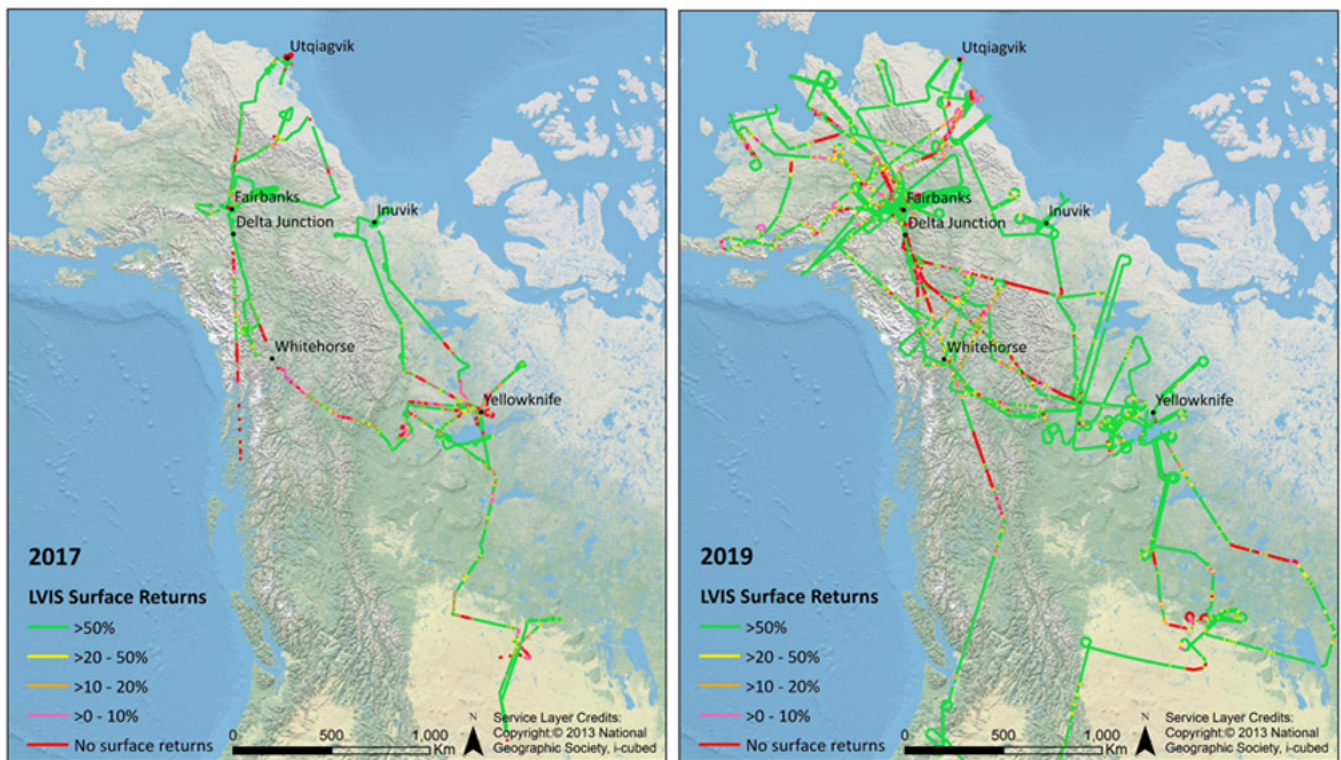 Utqiagvik
Fairbanks
Delta Junction
Inuvik
Whitehorse
Yellowknife
2017
LVIS Surface Returns
>50%
>20 - 50%
>10 - 20%
>0 - 10%
No surface returns
0 500 1,000
Km
N
Service Layer Credits:
Copyright:© 2013 National
Geographic Society, i-cubed
Utqiagvik
Fairbanks
Delta Junction
Inuvik
Whitehorse
Yellowknife
2019
LVIS Surface Returns
>50%
>20 - 50%
>10 - 20%
>0 - 10%
No surface returns
0 500 1,000
Km
N
Service Layer Credits:
Copyright:© 2013 National
Geographic Society, i-cubed